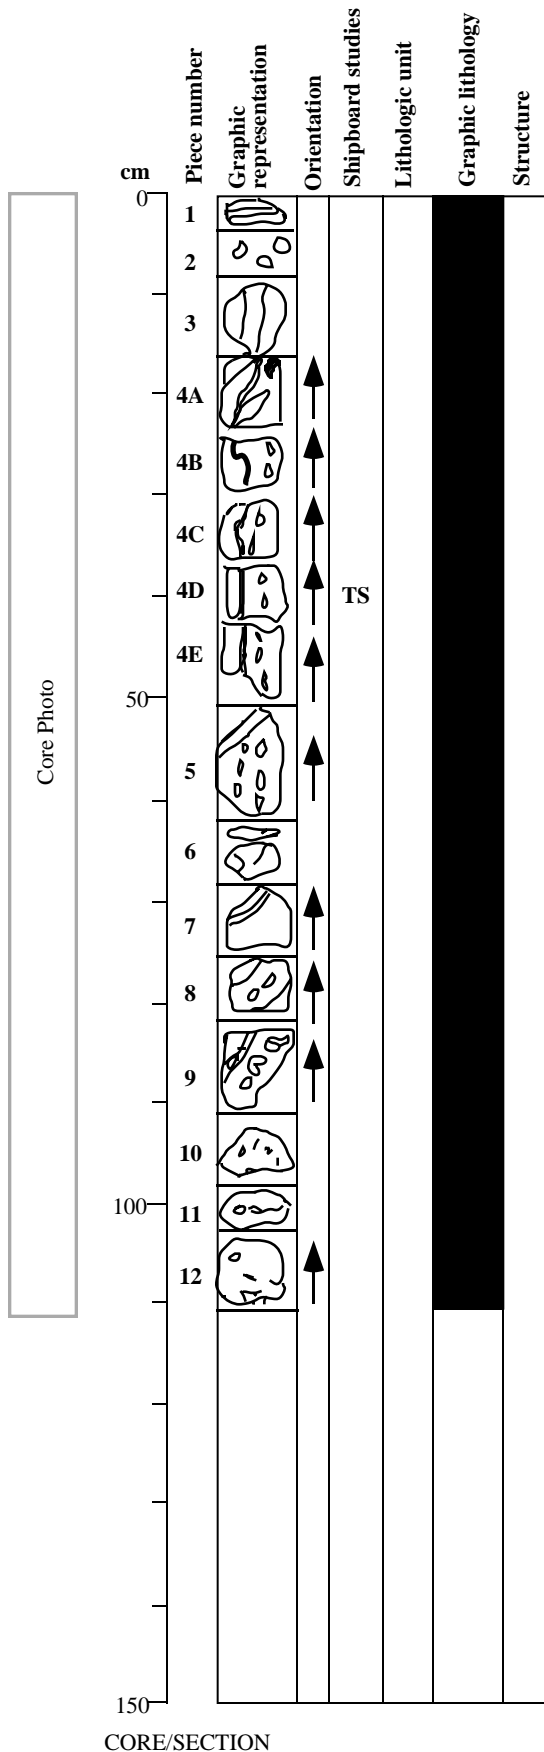 cm
Piece number
Graphic
representation
Orientation
Shipboard studies
Lithologic unit
Graphic lithology
Structure
Core Photo
0
1
2
3
4A
4B
4C
4D
TS
4E
50
5
6
7
8
9
10
100
11
12
150
CORE/SECTION